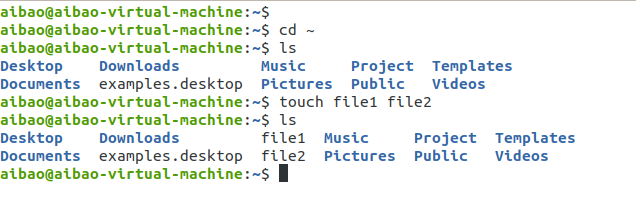 aibao@aibao-virtual-machine:~$
aibao@aibao-virtual-machine:~$ cd ~
aibao@aibao-virtual-machine:~$ ls
Desktop    Downloads         Music     Project  Templates
Documents  examples.desktop  Pictures  Public   Videos
aibao@aibao-virtual-machine:~$ touch file1 file2
aibao@aibao-virtual-machine:~$ ls
Desktop    Downloads         file1  Music     Project  Templates
Documents  examples.desktop  file2  Pictures  Public   Videos
aibao@aibao-virtual-machine:~$